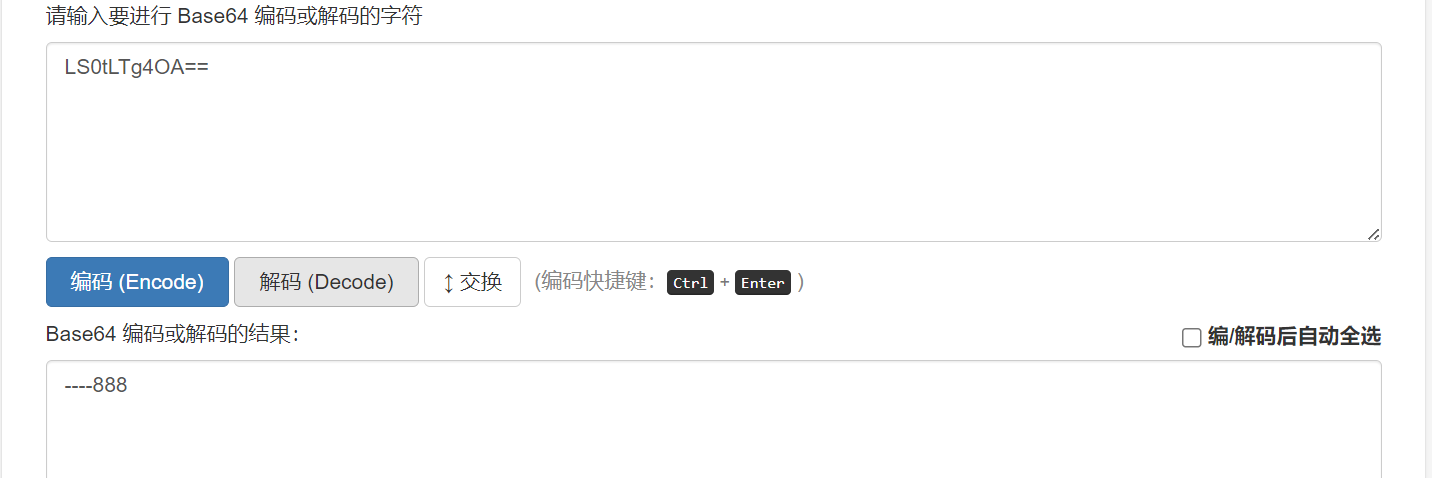 请输入要进行 Base64 编码或解码的字符
LS0tLTg4OA==
编码 (Encode) 解码 (Decode) ↕ 交换 (编码快捷键： Ctrl + Enter )
Base64 编码或解码的结果： 编/解码后自动全选
----888